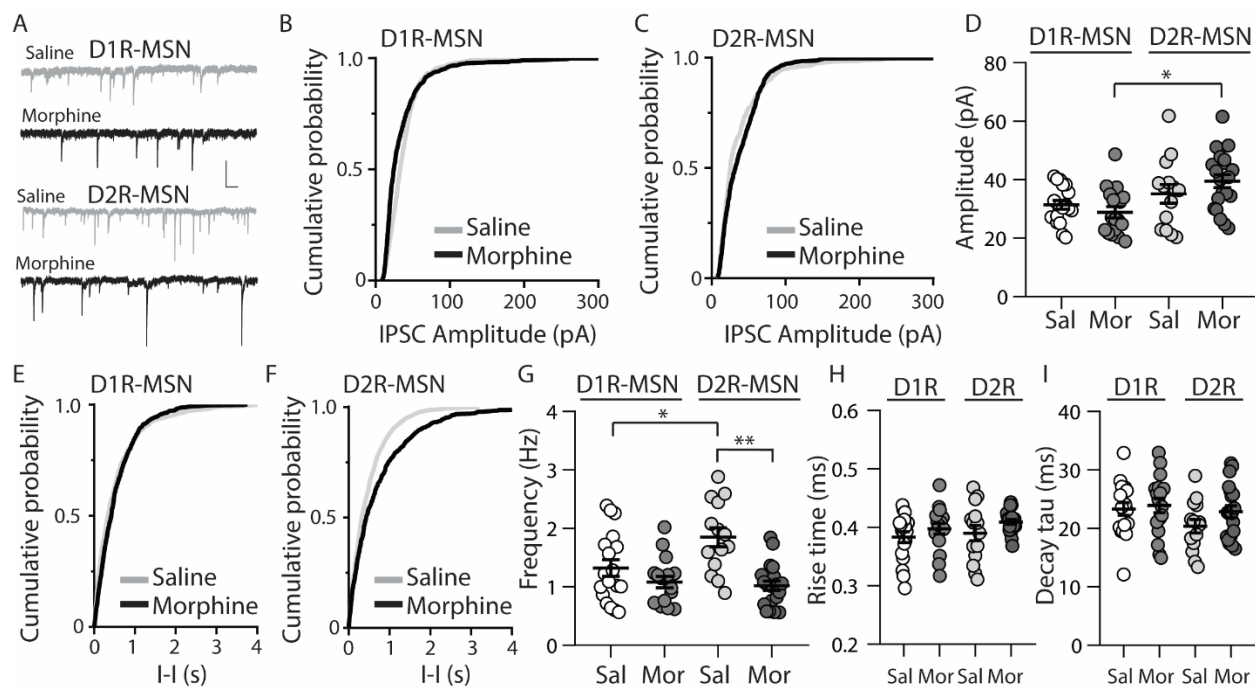 A
D1R-MSN
Saline
Morphine
Saline
D2R-MSN
Morphine
B
D1R-MSN
Cumulative probability
1.0
0.5
0
Saline
Morphine
0 100 200 300
IPSC Amplitude (pA)
C
D2R-MSN
Cumulative probability
1.0
0.5
0
Saline
Morphine
0 100 200 300
IPSC Amplitude (pA)
D
D1R-MSN D2R-MSN
Amplitude (pA)
80
60
40
20
0
*
Sal Mor Sal Mor
E
D1R-MSN
Cumulative probability
1.0
0.5
0
Saline
Morphine
0 1 2 3 4
I-I (s)
F
D2R-MSN
Cumulative probability
1.0
0.5
0
Saline
Morphine
0 1 2 3 4
I-I (s)
G
D1R-MSN D2R-MSN
Frequency (Hz)
4
3
2
1
0
*
**
Sal Mor Sal Mor
H
D1R D2R
Rise time (ms)
0.6
0.5
0.4
0.3
0.2
Sal Mor Sal Mor
I
D1R D2R
Decay tau (ms)
40
30
20
10
0
Sal Mor Sal Mor